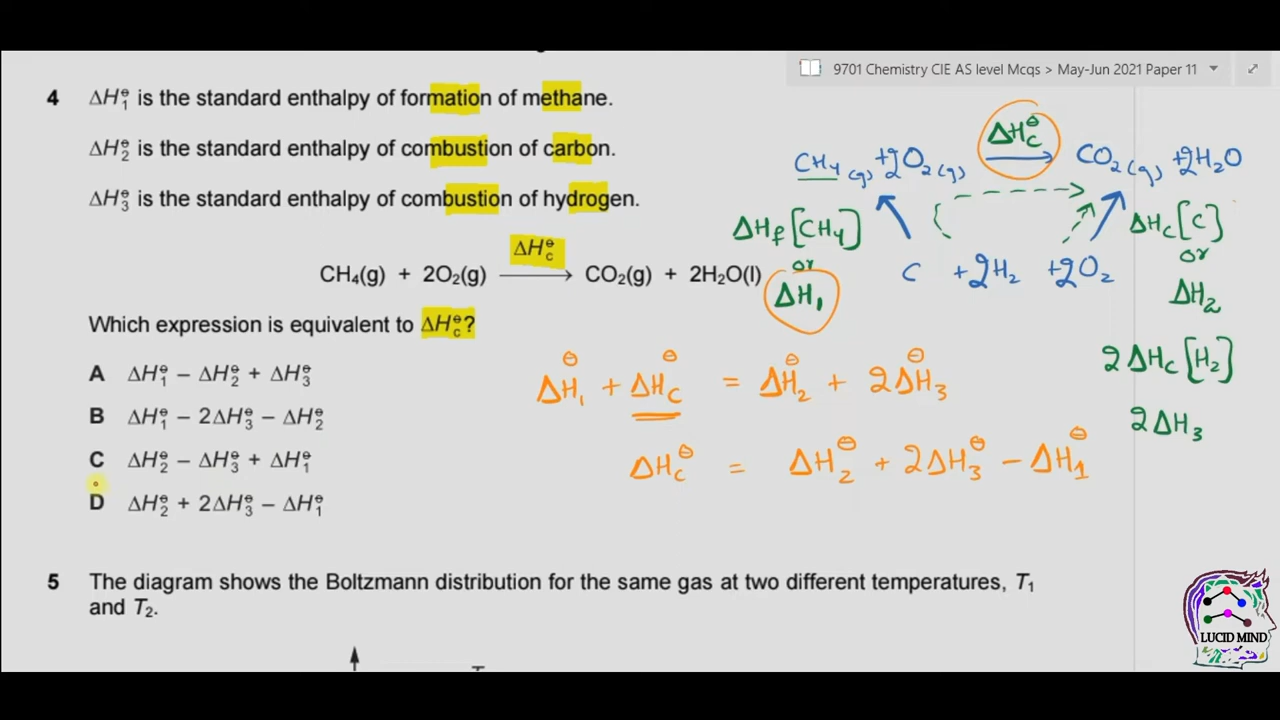 9701 Chemistry CIE AS level Mcqs > May-Jun 2021 Paper 11
4 ΔH₁⦵ is the standard enthalpy of formation of methane.
ΔH₂⦵ is the standard enthalpy of combustion of carbon.
ΔH₃⦵ is the standard enthalpy of combustion of hydrogen.
ΔHc⦵
CH4(g) + 2O2(g) ⟶ CO2(g) + 2H2O(l)
Which expression is equivalent to ΔHc⦵?
A ΔH₁⦵ − ΔH₂⦵ + ΔH₃⦵
B ΔH₁⦵ − 2ΔH₃⦵ − ΔH₂⦵
C ΔH₂⦵ − ΔH₃⦵ + ΔH₁⦵
D ΔH₂⦵ + 2ΔH₃⦵ − ΔH₁⦵
ΔHc⦵
CH4(g) + 2O2(g) ⟶ CO2(g) + 2H2O
ΔHf[CH4]
or
ΔH₁
C + 2H2 + 2O2
ΔHc[C]
or
ΔH₂
2ΔHc[H2]
2ΔH₃
ΔH₁⦵ + ΔHc⦵ = ΔH₂⦵ + 2ΔH₃⦵
ΔHc⦵ = ΔH₂⦵ + 2ΔH₃⦵ − ΔH₁⦵
5 The diagram shows the Boltzmann distribution for the same gas at two different temperatures, T₁
and T₂.
LUCID MIND